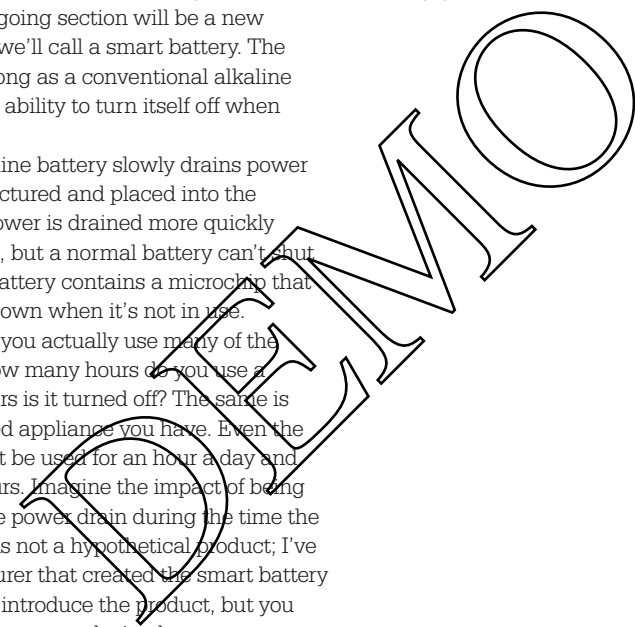 going section will be a new
we’ll call a smart battery. The
ong as a conventional alkaline
ability to turn itself off when
line battery slowly drains power
ctured and placed into the
ower is drained more quickly
, but a normal battery can’t shut
attery contains a microchip that
own when it’s not in use.
you actually use many of the
ow many hours do you use a
rs is it turned off? The same is
ed appliance you have. Even the
t be used for an hour a day and
urs. Imagine the impact of being
e power drain during the time the
s not a hypothetical product; I’ve
urer that created the smart battery
introduce the product, but you
DEMO